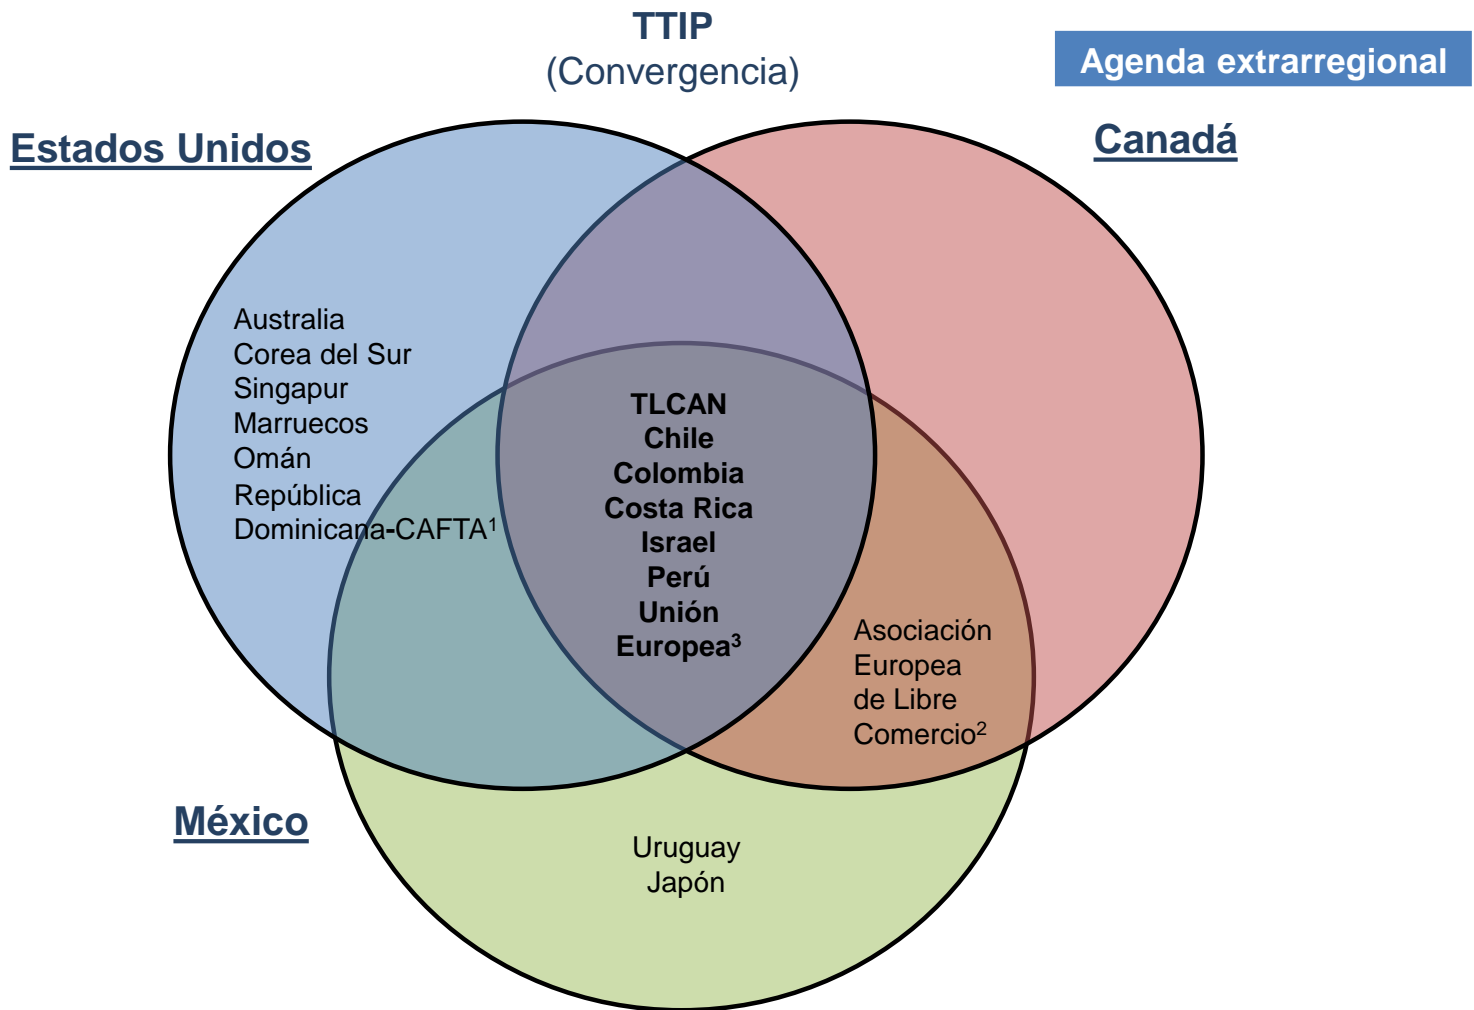 TTIP
(Convergencia)
Agenda extrarregional
Estados Unidos
Canadá
Australia
Corea del Sur
Singapur
Marruecos
Omán
República
Dominicana-CAFTA¹
TLCAN
Chile
Colombia
Costa Rica
Israel
Perú
Unión
Europea³
Asociación
Europea
de Libre
Comercio²
México
Uruguay
Japón